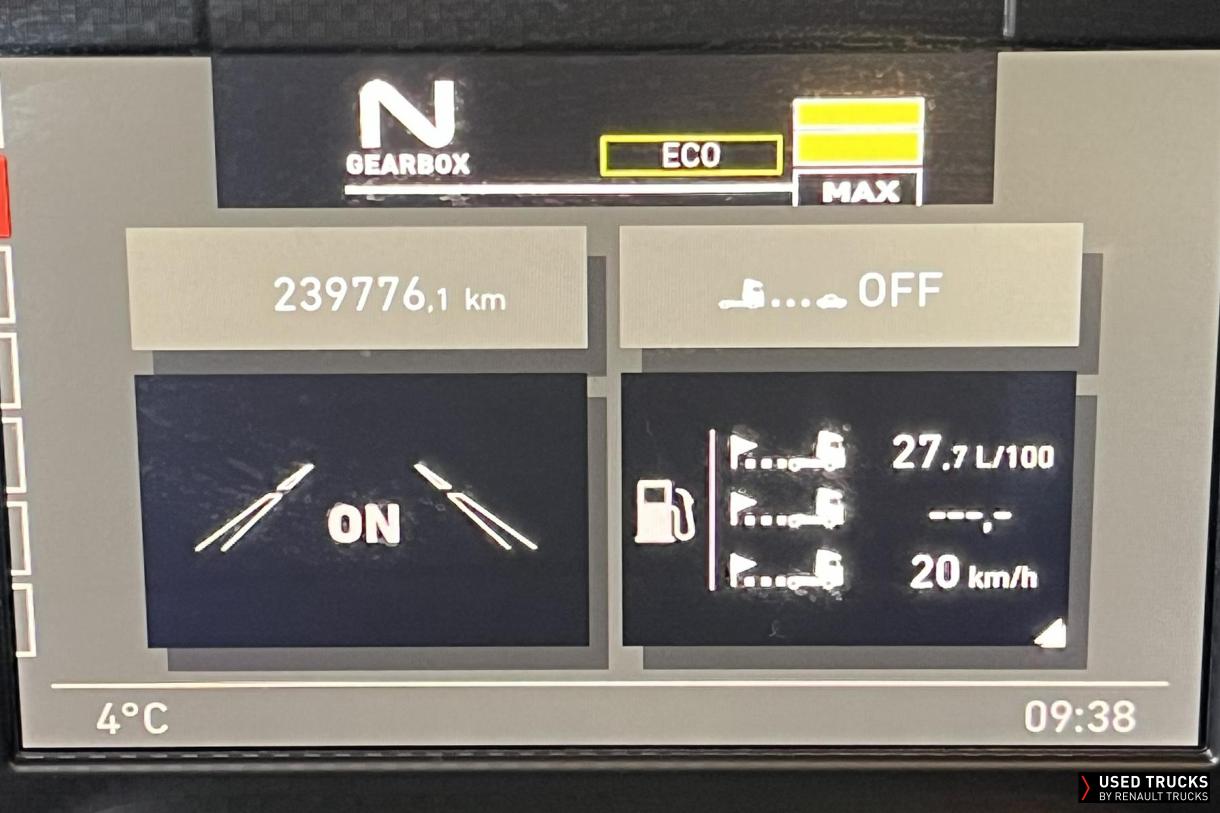 N
GEARBOX
ECO
MAX
239776,1 km
OFF
ON
27,7 L/100
---,-
20 km/h
4°C
09:38
USED TRUCKS
BY RENAULT TRUCKS